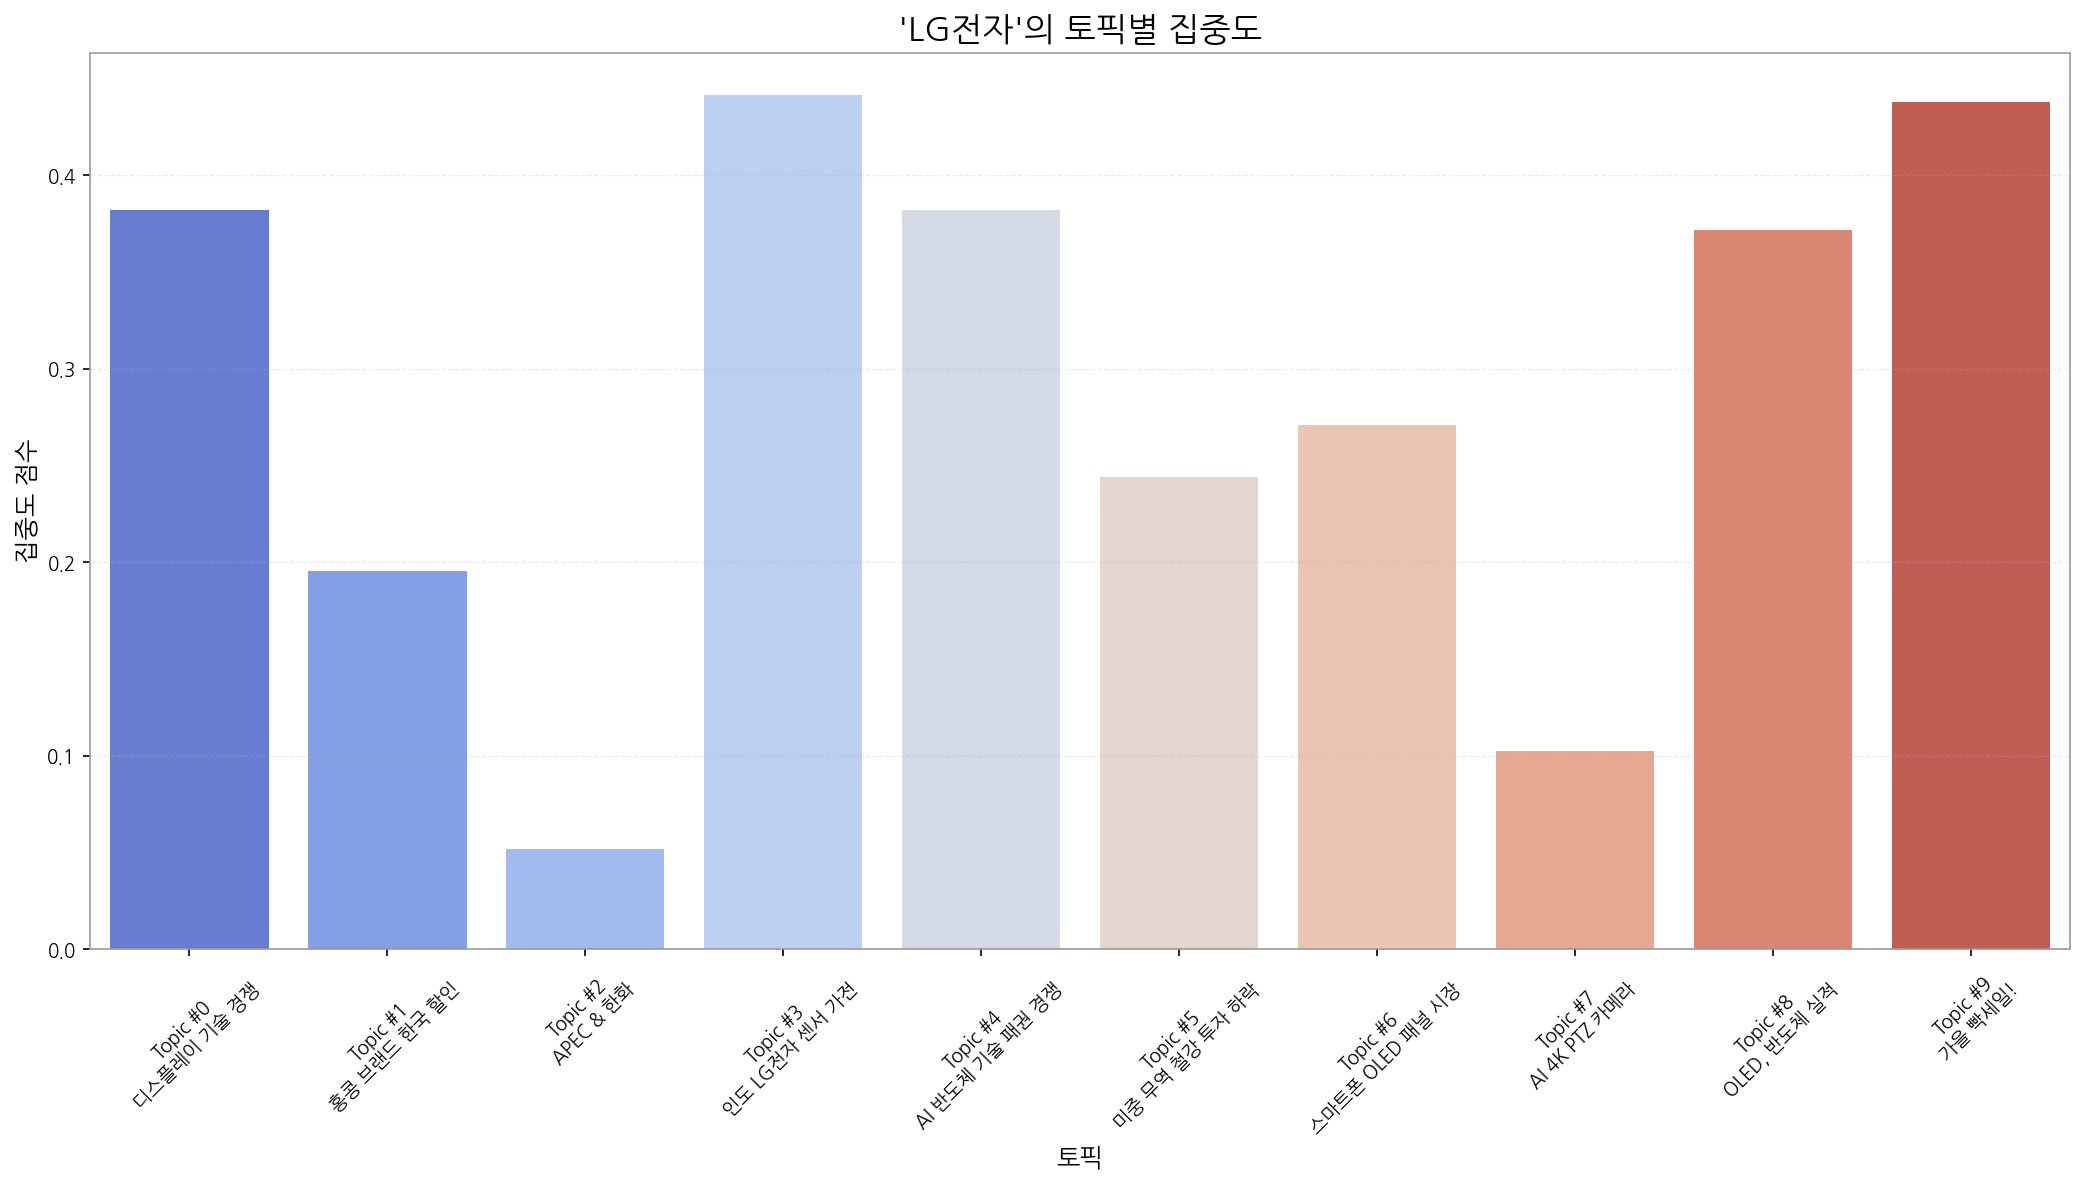 'LG전자'의 토픽별 집중도
집중도 점수
0.4
0.3
0.2
0.1
0.0
Topic #0
디스플레이 기술 경쟁
Topic #1
홍콩 브랜드 한국 할인
Topic #2
APEC & 한화
Topic #3
인도 LG전자 센서 가전
Topic #4
AI 반도체 기술 패권 경쟁
Topic #5
미중 무역 철강 투자 하락
Topic #6
스마트폰 OLED 패널 시장
Topic #7
AI 4K PTZ 카메라
Topic #8
OLED, 반도체 실적
Topic #9
가을 빡세일!
토픽